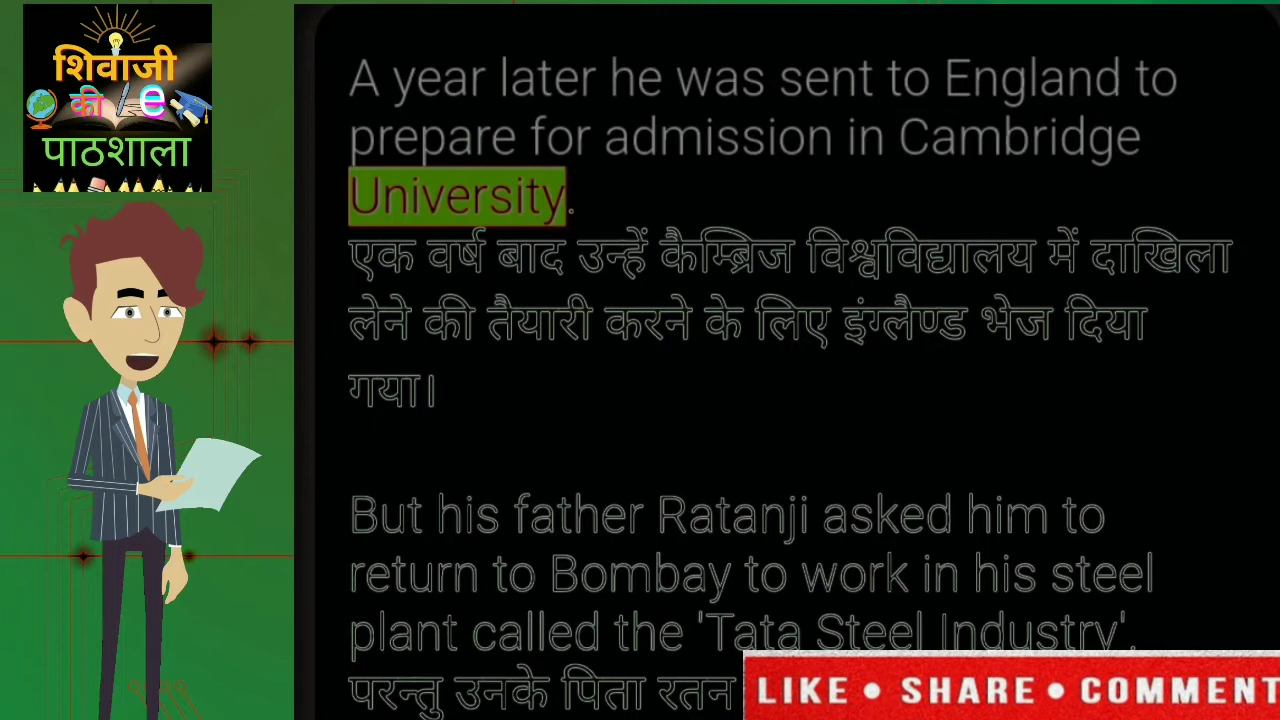 शिवाजी
की e
पाठशाला
A year later he was sent to England to
prepare for admission in Cambridge
University.
एक वर्ष बाद उन्हें कैम्ब्रिज विश्वविद्यालय में दाखिला
लेने की तैयारी करने के लिए इंग्लैण्ड भेज दिया
गया।
But his father Ratanji asked him to
return to Bombay to work in his steel
plant called the 'Tata Steel Industry'.
परन्तु उनके पिता रतन
LIKE • SHARE • COMMENT